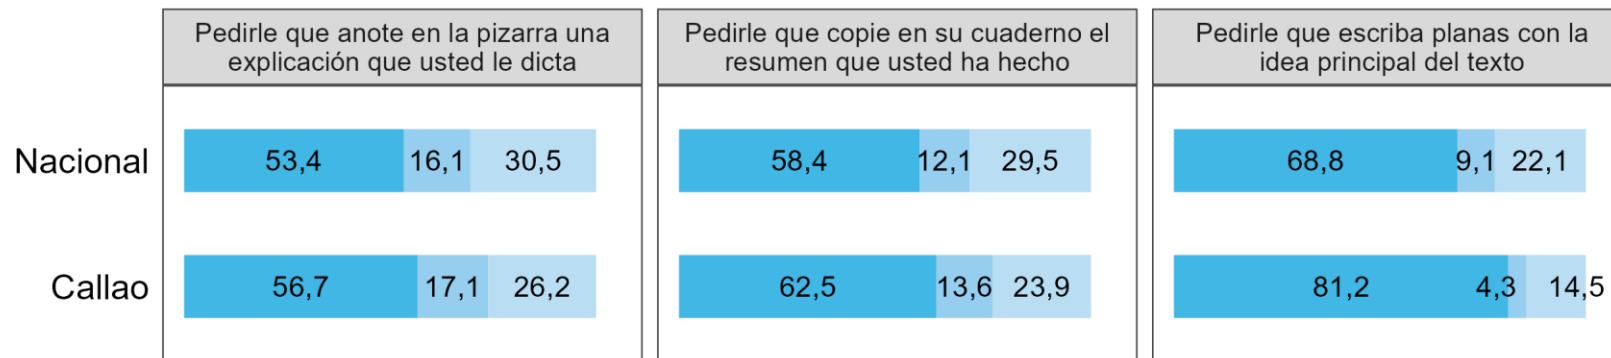 Pedirle que anote en la pizarra una
explicación que usted le dicta
Pedirle que copie en su cuaderno el
resumen que usted ha hecho
Pedirle que escriba planas con la
idea principal del texto
Nacional
53,4 16,1 30,5
58,4 12,1 29,5
68,8 9,1 22,1
Callao
56,7 17,1 26,2
62,5 13,6 23,9
81,2 4,3 14,5